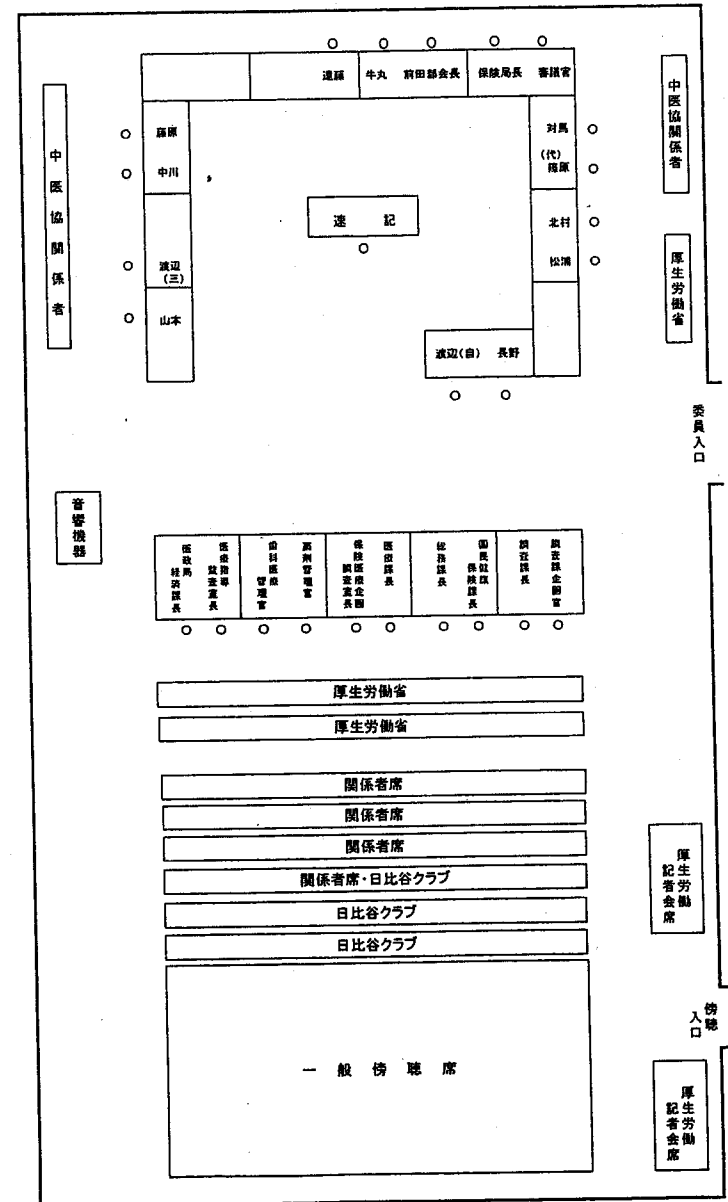 遠藤 牛丸 前田部会長 保険局長 審議官
中医協関係者
藤原
中川
渡辺
(三)
山本
速記
対馬
(代)
篠原
北村
松浦
渡辺(自) 長野
中医協関係者
厚生労働省
委員入口
音響機器
医政局
経済課長
医療指導
監査室長
歯科医療
管理官
薬剤管理官
保険医療企画
調査室長
医療課長
総務課長
国民健康
保険課長
調査課長
調査課企画官
厚生労働省
厚生労働省
関係者席
関係者席
関係者席
関係者席・日比谷クラブ
日比谷クラブ
日比谷クラブ
厚生労働
記者会席
傍聴
入口
一般傍聴席
厚生労働
記者会席